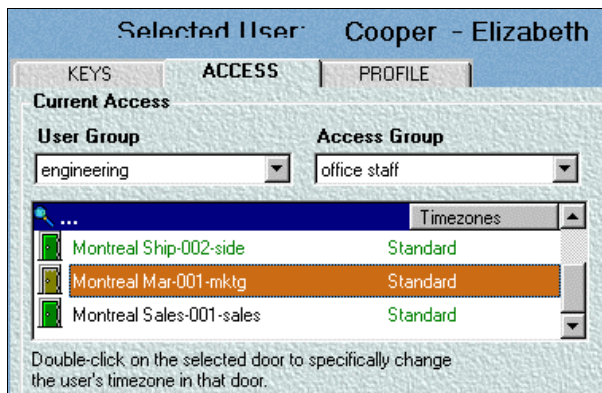 Selected User: Cooper - Elizabeth
KEYS ACCESS PROFILE
Current Access
User Group Access Group
engineering office staff
... Timezones
Montreal Ship-002-side Standard
Montreal Mar-001-mktg Standard
Montreal Sales-001-sales Standard
Double-click on the selected door to specifically change
the user's timezone in that door.